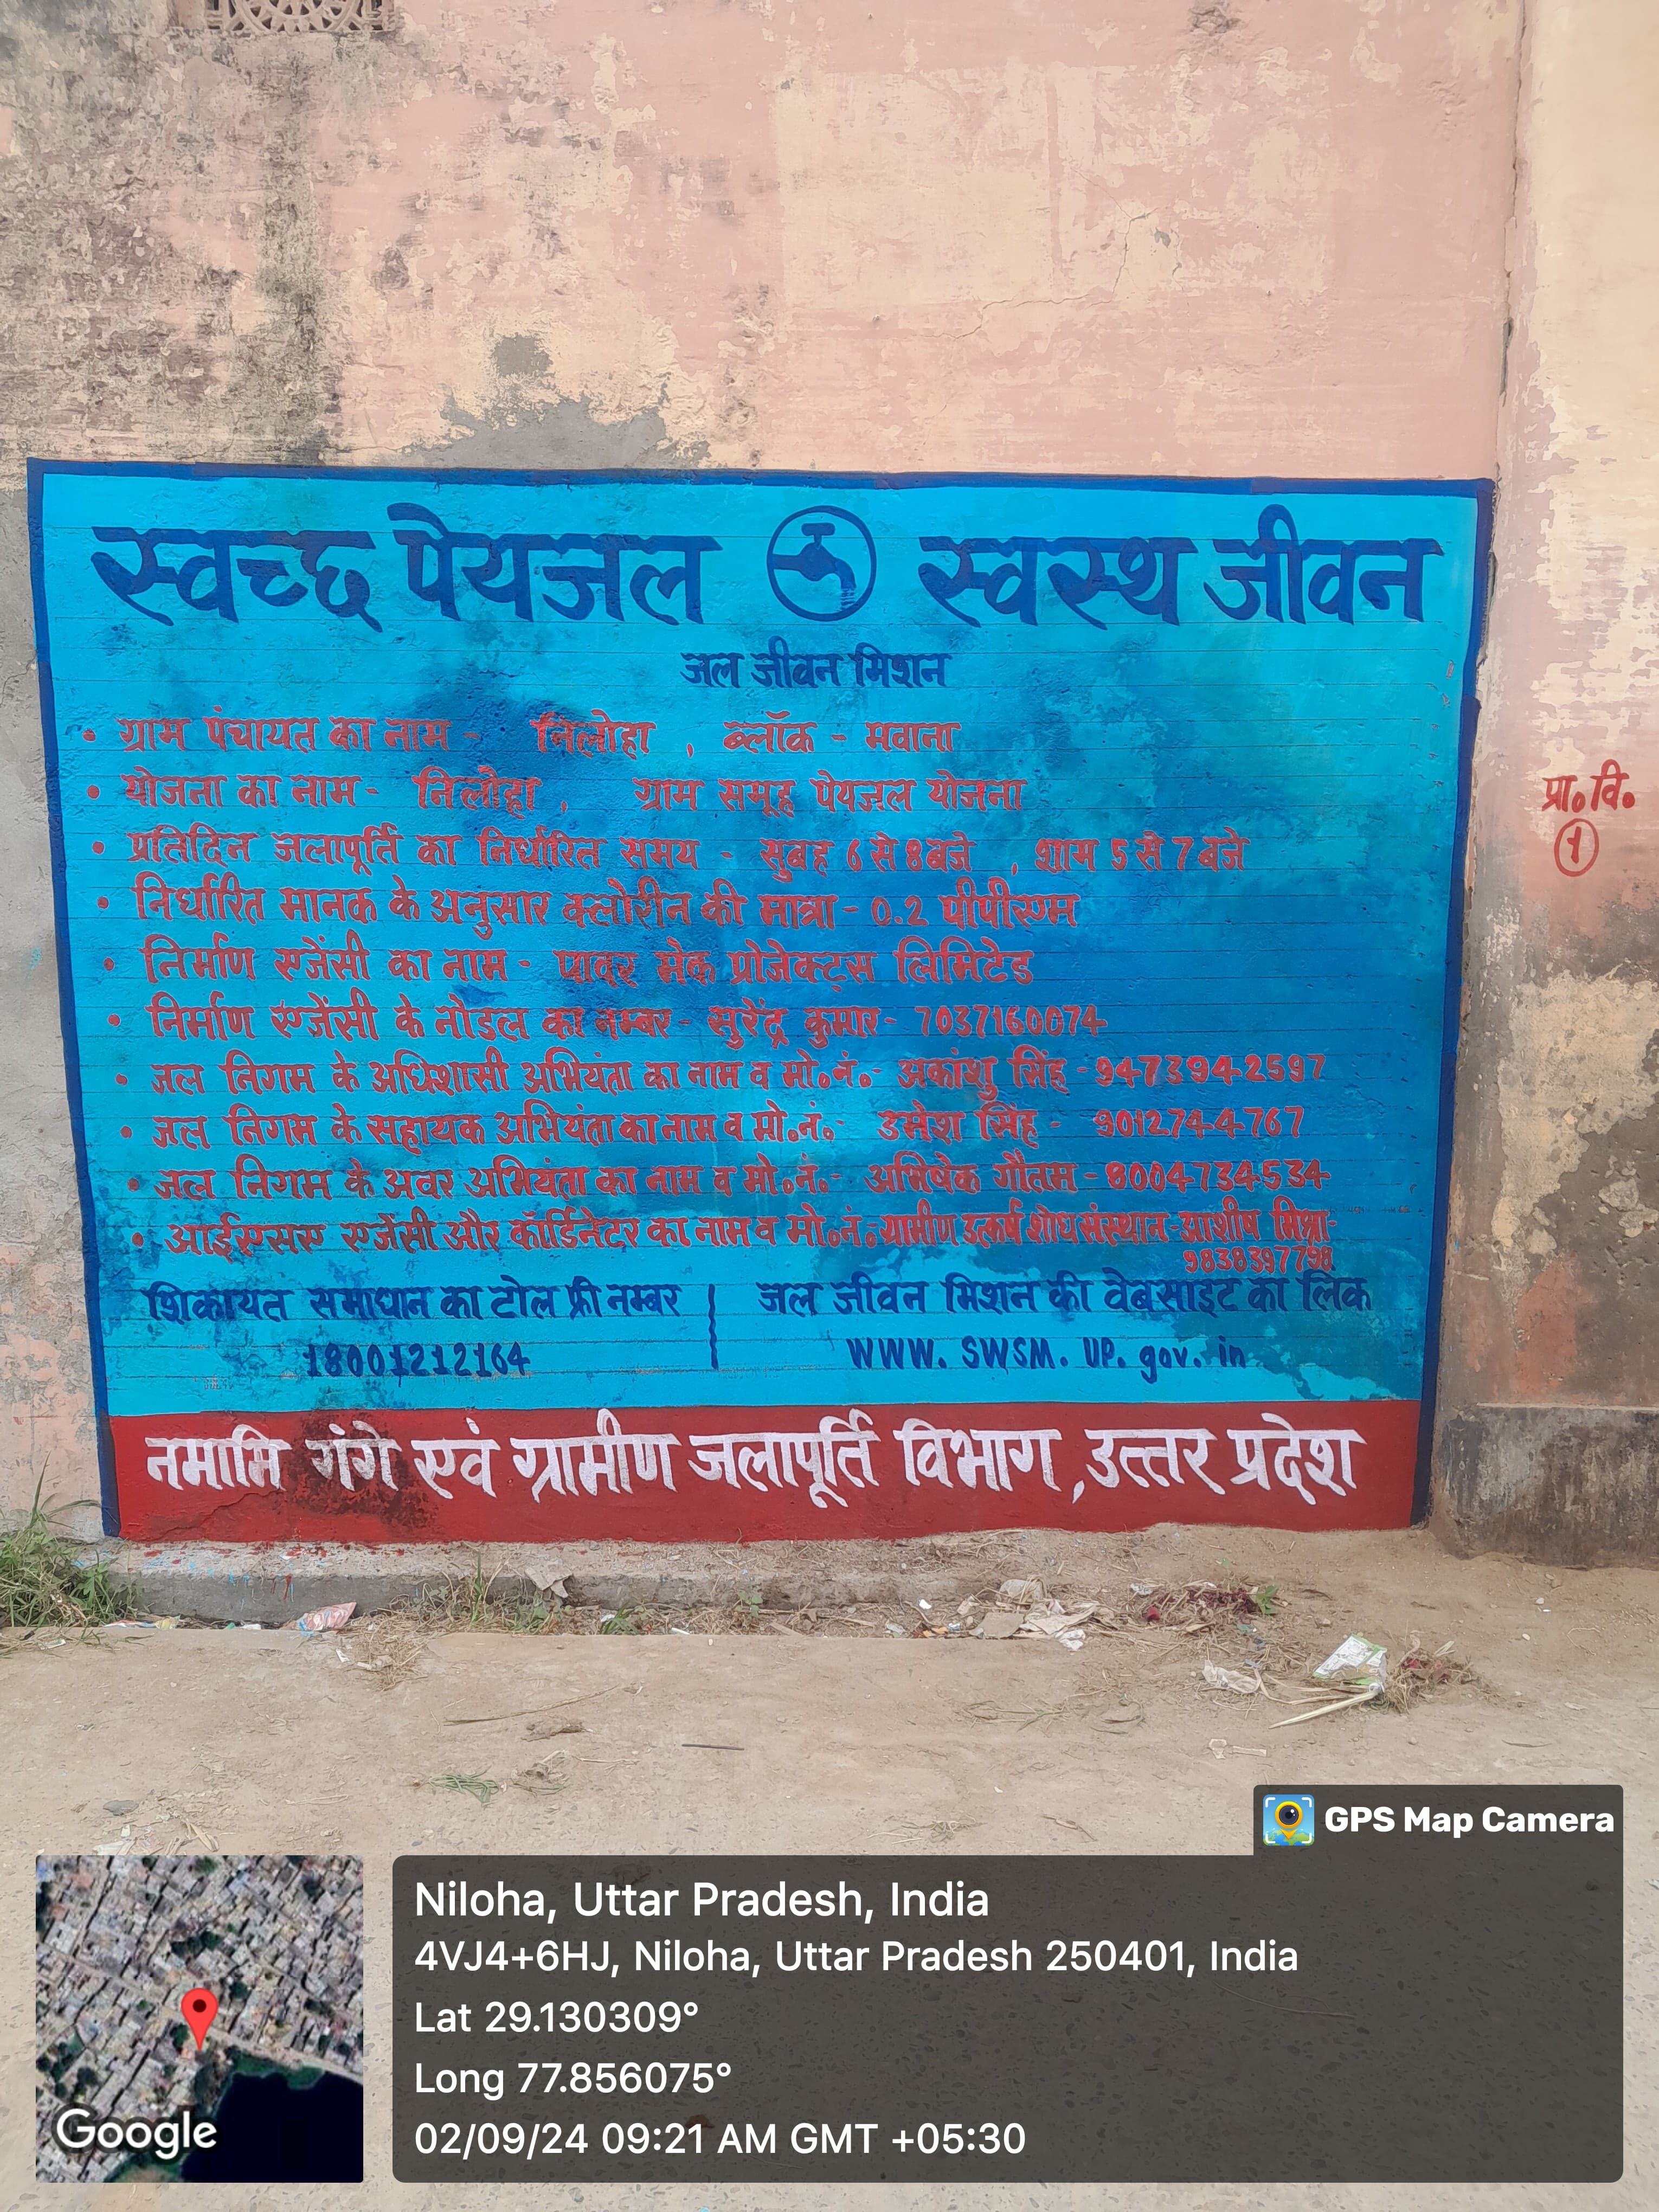 स्वच्छ पेयजल स्वस्थ जीवन
जल जीवन मिशन
• ग्राम पंचायत का नाम - निलोहा , ब्लॉक - मवाना
• योजना का नाम - निलोहा , ग्राम समूह पेयजल योजना
• प्रतिदिन जलापूर्ति का निर्धारित समय - सुबह 6 से 8 बजे , शाम 5 से 7 बजे
• निर्धारित मानक के अनुसार क्लोरीन की मात्रा - 0.2 पीपीएम
• निर्माण एजेंसी का नाम - पावर मेक प्रोजेक्ट्स लिमिटेड
• निर्माण एजेंसी के नोडल का नम्बर - सुरेंद्र कुमार - 7037160074
• जल निगम के अधिशासी अभियंता का नाम व मो॰नं॰- अकांशु सिंह - 9473942597
• जल निगम के सहायक अभियंता का नाम व मो॰नं॰- उमेश सिंह - 9012744767
• जल निगम के अवर अभियंता का नाम व मो॰नं॰- अभिषेक गौतम - 8004734534
• आईएसए एजेंसी और कॉर्डिनेटर का नाम व मो॰नं॰-ग्रामीण उत्कर्ष शोध संस्थान-आशीष मिश्रा-
9838397798
शिकायत समाधान का टोल फ्री नम्बर | जल जीवन मिशन की वेबसाइट का लिंक
18001212164 WWW. SWSM. UP. gov. in
नमामि गंगे एवं ग्रामीण जलापूर्ति विभाग ,उत्तर प्रदेश
प्रा॰वि॰
1
GPS Map Camera
Niloha, Uttar Pradesh, India
4VJ4+6HJ, Niloha, Uttar Pradesh 250401, India
Lat 29.130309°
Long 77.856075°
02/09/24 09:21 AM GMT +05:30
Google